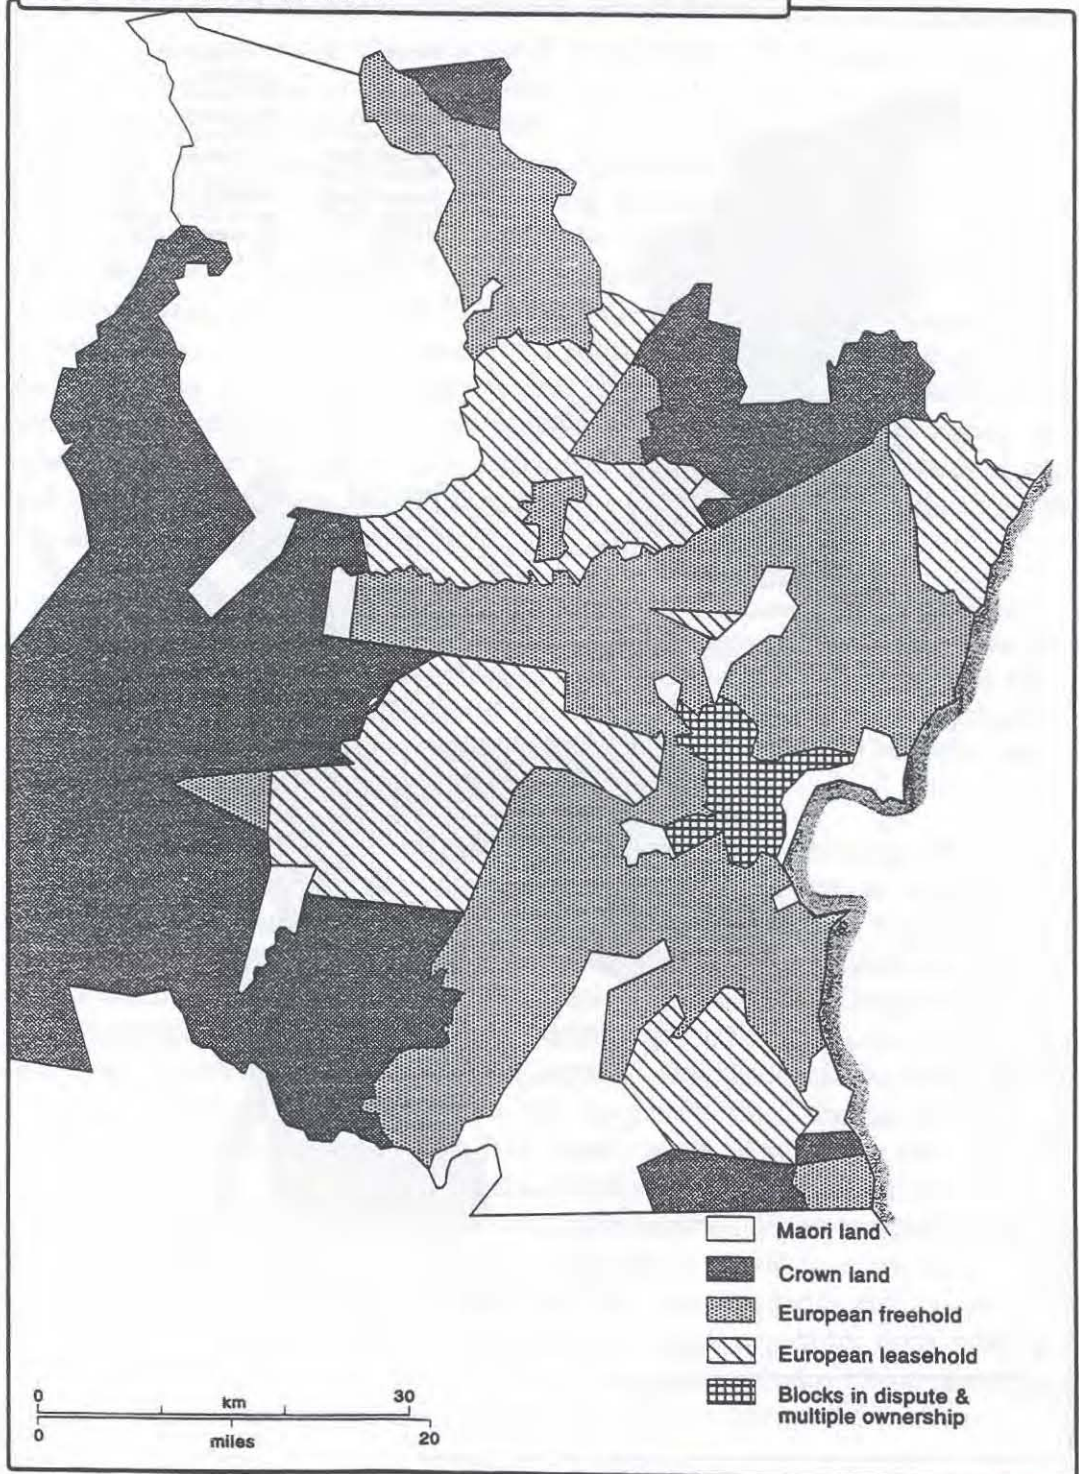 Maori land
Crown land
European freehold
European leasehold
Blocks in dispute &
multiple ownership
0 km 30
0 miles 20